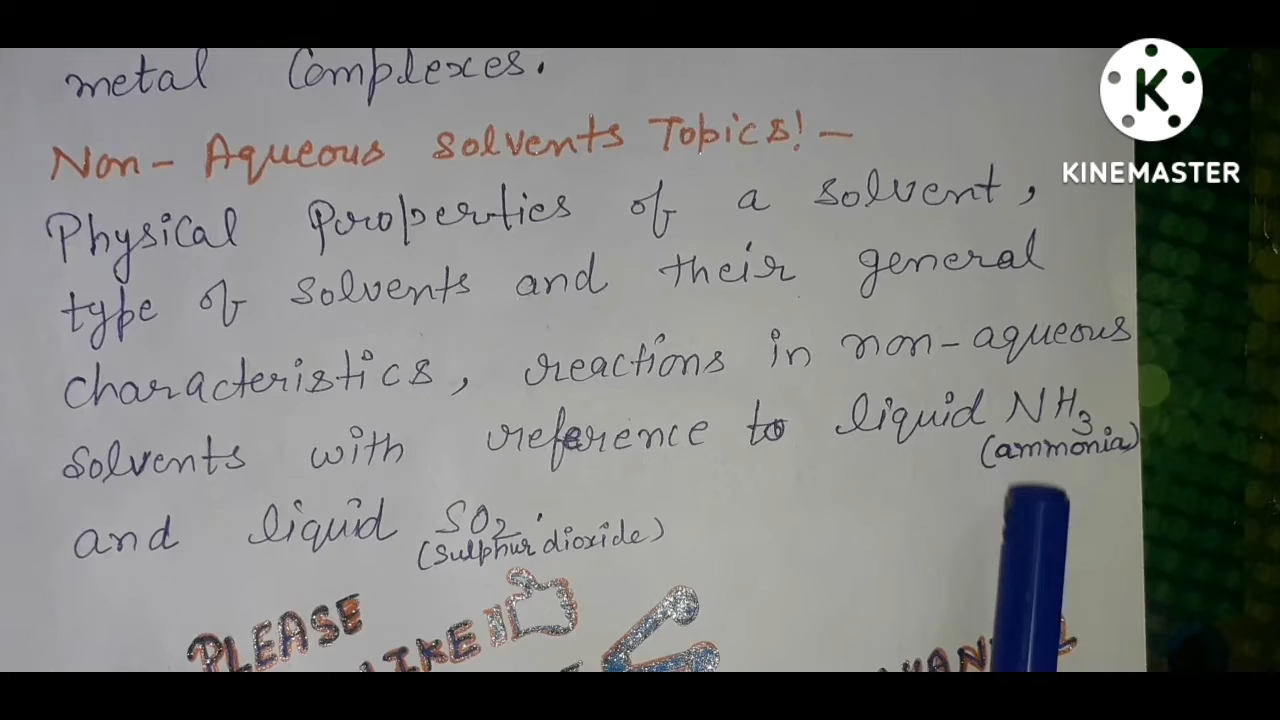 metal Complexes.
Non- Aqueous solvents Topics! -
Physical Properties of a solvent,
type of solvents and their general
characteristics, reactions in non-aqueous
solvents with reference to liquid NH3
(ammonia)
and liquid SO2
(sulphur dioxide)
PLEASE
LIKE
K
KINEMASTER